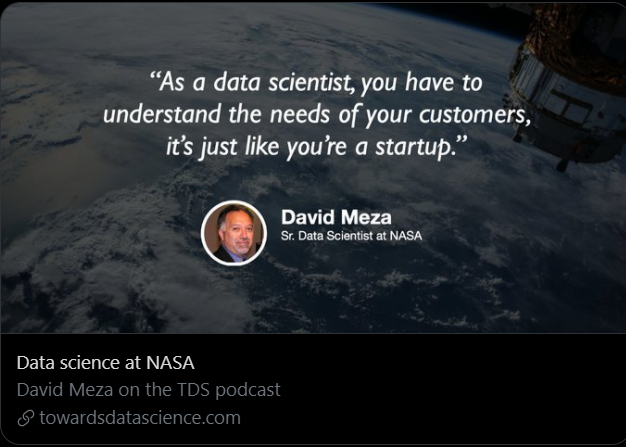 “As a data scientist, you have to
understand the needs of your customers,
it’s just like you’re a startup.”
David Meza
Sr. Data Scientist at NASA
Data science at NASA
David Meza on the TDS podcast
towardsdatascience.com